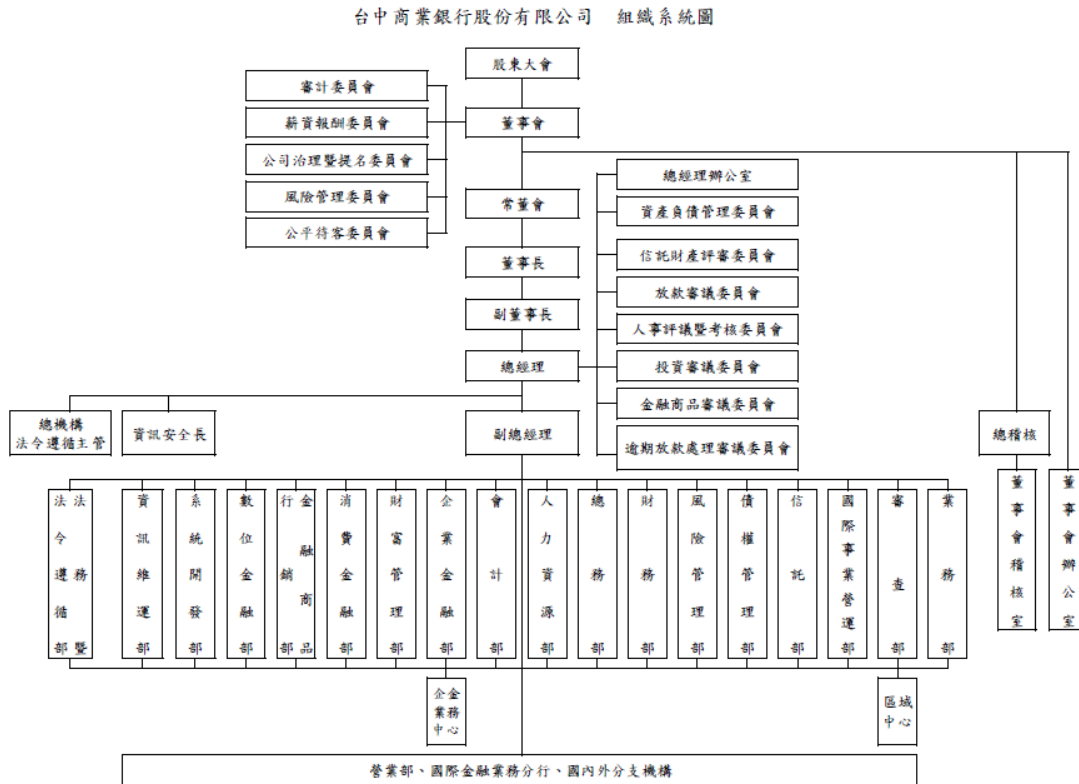 台中商業銀行股份有限公司　組織系統圖
股東大會
審計委員會
薪資報酬委員會
公司治理暨提名委員會
風險管理委員會
公平待客委員會
董事會
常董會
董事長
副董事長
總經理
總經理辦公室
資產負債管理委員會
信託財產評審委員會
放款審議委員會
人事評議暨考核委員會
投資審議委員會
金融商品審議委員會
逾期放款處理審議委員會
總機構
法令遵循主管
資訊安全長
副總經理
總稽核
董事會稽核室
董事會辦公室
法務暨
法令遵循部
資訊維運部
系統開發部
數位金融部
金融商品
行銷部
消費金融部
財富管理部
企業金融部
會計部
人力資源部
總務部
財務部
風險管理部
債權管理部
信託部
國際事業營運部
審查部
業務部
企金
業務
中心
區域
中心
營業部、國際金融業務分行、國內外分支機構